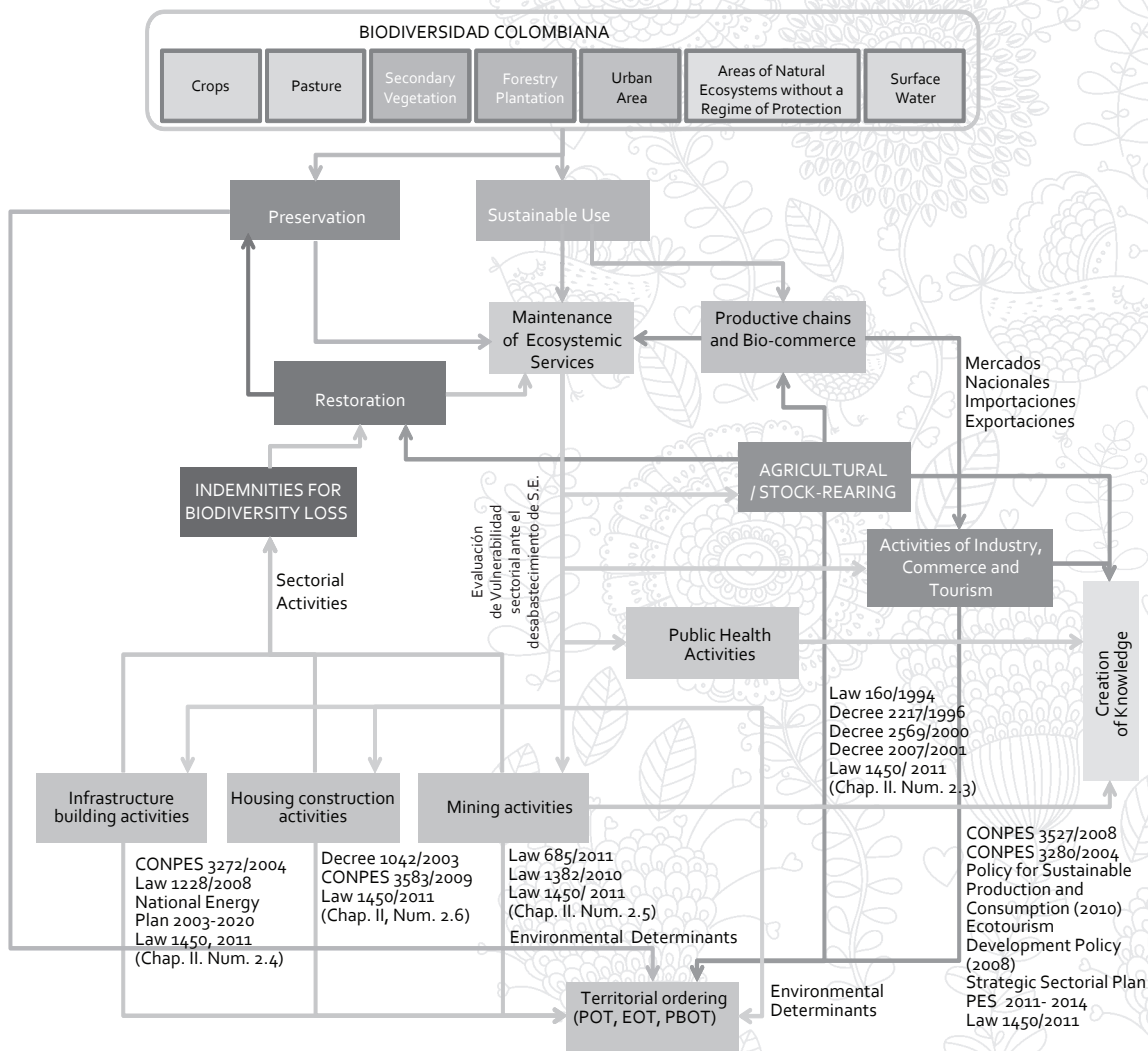 BIODIVERSIDAD COLOMBIANA
Crops
Pasture
Secondary
Vegetation
Forestry
Plantation
Urban
Area
Areas of Natural
Ecosystems without a
Regime of Protection
Surface
Water
Preservation
Sustainable Use
Maintenance
of Ecosystemic
Services
Productive chains
and Bio-commerce
Mercados
Nacionales
Importaciones
Exportaciones
Restoration
AGRICULTURAL
/ STOCK-REARING
INDEMNITIES FOR
BIODIVERSITY LOSS
Evaluación
de Vulnerabilidad
sectorial ante el
desabastecimiento de S.E.
Activities of Industry,
Commerce and
Tourism
Sectorial
Activities
Public Health
Activities
Creation
of Knowledge
Law 160/1994
Decree 2217/1996
Decree 2569/2000
Decree 2007/2001
Law 1450/ 2011
(Chap. II. Num. 2.3)
Infrastructure
building activities
Housing construction
activities
Mining activities
CONPES 3272/2004
Law 1228/2008
National Energy
Plan 2003-2020
Law 1450, 2011
(Chap. II. Num. 2.4)
Decree 1042/2003
CONPES 3583/2009
Law 1450/2011
(Chap. II, Num. 2.6)
Law 685/2011
Law 1382/2010
Law 1450/ 2011
(Chap. II. Num. 2.5)
CONPES 3527/2008
CONPES 3280/2004
Policy for Sustainable
Production and
Consumption (2010)
Ecotourism
Development Policy
(2008)
Strategic Sectorial Plan
PES 2011- 2014
Law 1450/2011
Environmental Determinants
Territorial ordering
(POT, EOT, PBOT)
Environmental
Determinants